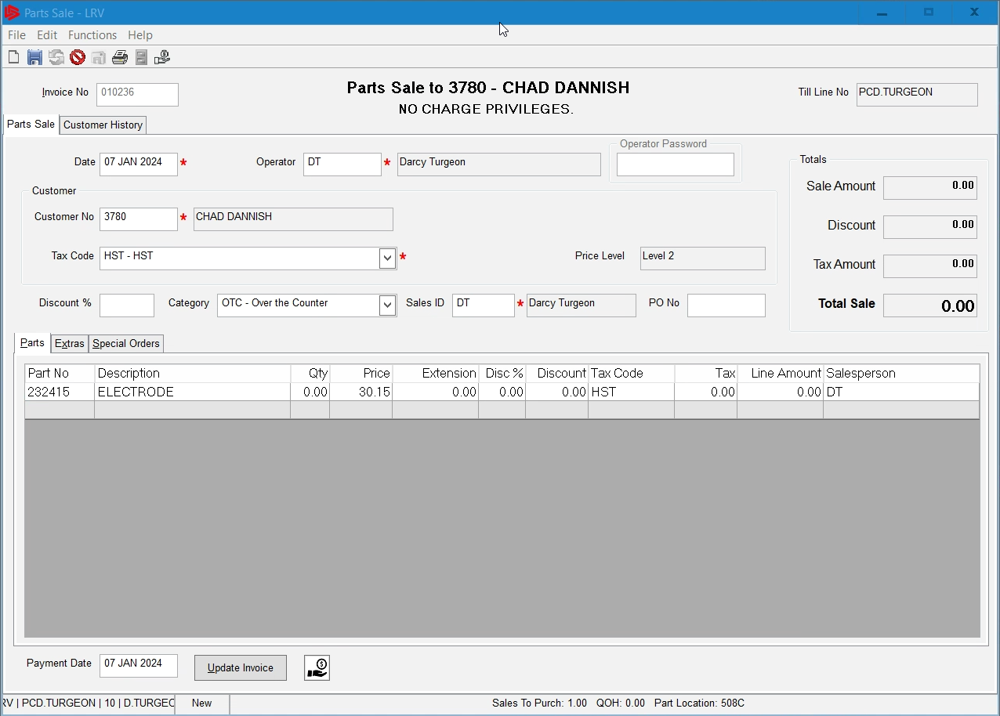 Parts Sale - LRV
File Edit Functions Help
Invoice No 010236
Parts Sale to 3780 - CHAD DANNISH
NO CHARGE PRIVILEGES.
Till Line No PCD.TURGEON
Parts Sale Customer History
Date 07 JAN 2024 * Operator DT * Darcy Turgeon
Operator Password
Customer
Customer No 3780 * CHAD DANNISH
Tax Code HST - HST * Price Level Level 2
Discount % Category OTC - Over the Counter Sales ID DT * Darcy Turgeon PO No
Totals
Sale Amount 0.00
Discount 0.00
Tax Amount 0.00
Total Sale 0.00
Parts Extras Special Orders
Part No Description Qty Price Extension Disc % Discount Tax Code Tax Line Amount Salesperson
232415 ELECTRODE 0.00 30.15 0.00 0.00 0.00 HST 0.00 0.00 DT
Payment Date 07 JAN 2024 Update Invoice
RV | PCD.TURGEON | 10 | D.TURGEC New Sales To Purch: 1.00 QOH: 0.00 Part Location: 508C